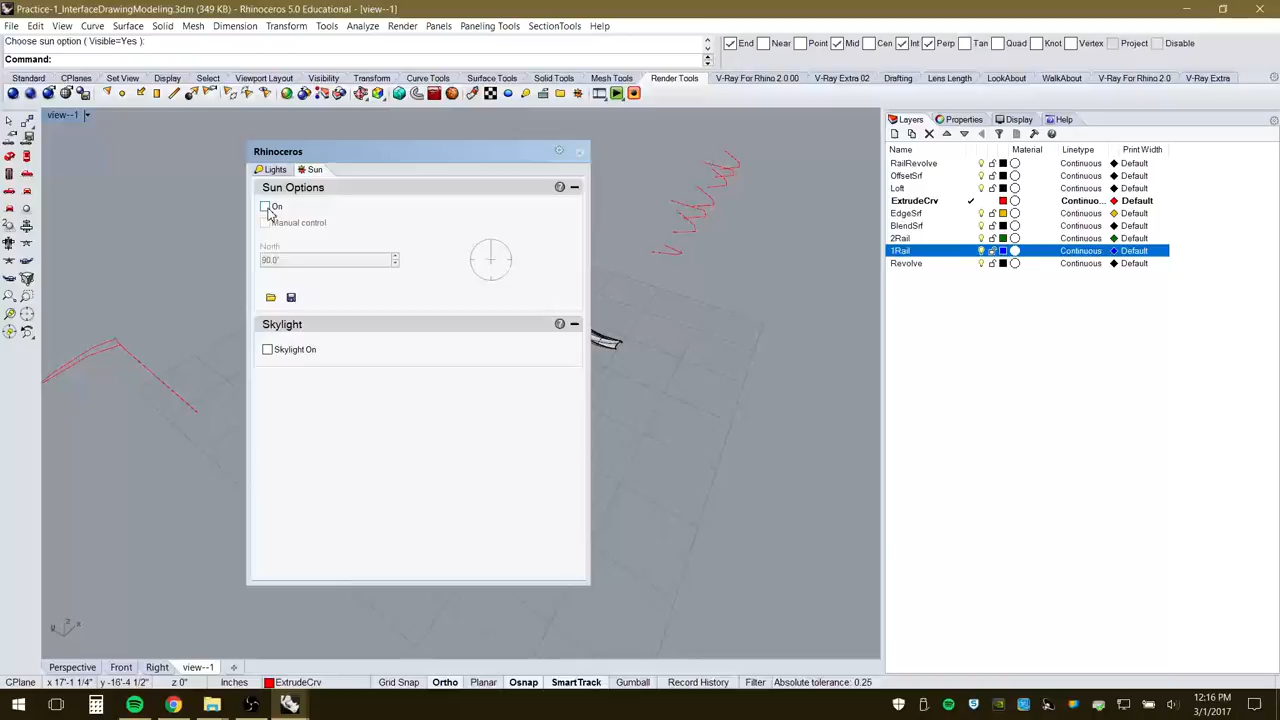 Practice-1_InterfaceDrawingModeling.3dm (349 KB) - Rhinoceros 5.0 Educational - [view--1]
File Edit View Curve Surface Solid Mesh Dimension Transform Tools Analyze Render Panels Paneling Tools SectionTools Help
Choose sun option ( Visible=Yes ):
Command:
End Near Point Mid Cen Int Perp Tan Quad Knot Vertex Project Disable
Standard CPlanes Set View Display Select Viewport Layout Visibility Transform Curve Tools Surface Tools Solid Tools Mesh Tools Render Tools V-Ray For Rhino 2.0 00 V-Ray Extra 02 Drafting Lens Length LookAbout WalkAbout V-Ray For Rhino 2.0 V-Ray Extra
view--1
Layers Properties Display Help
Name Material Linetype Print Width
RailRevolve Continuous Default
OffsetSrf Continuous Default
Loft Continuous Default
ExtrudeCrv Continuo... Default
EdgeSrf Continuous Default
BlendSrf Continuous Default
2Rail Continuous Default
1Rail Continuous Default
Revolve Continuous Default
Rhinoceros
Lights Sun
Sun Options
On
Manual control
North
90.0°
Skylight
Skylight On
z
y x
Perspective Front Right view--1
CPlane x 17'-1 1/4" y -16'-4 1/2" z 0" Inches ExtrudeCrv Grid Snap Ortho Planar Osnap SmartTrack Gumball Record History Filter Absolute tolerance: 0.25
12:16 PM
3/1/2017